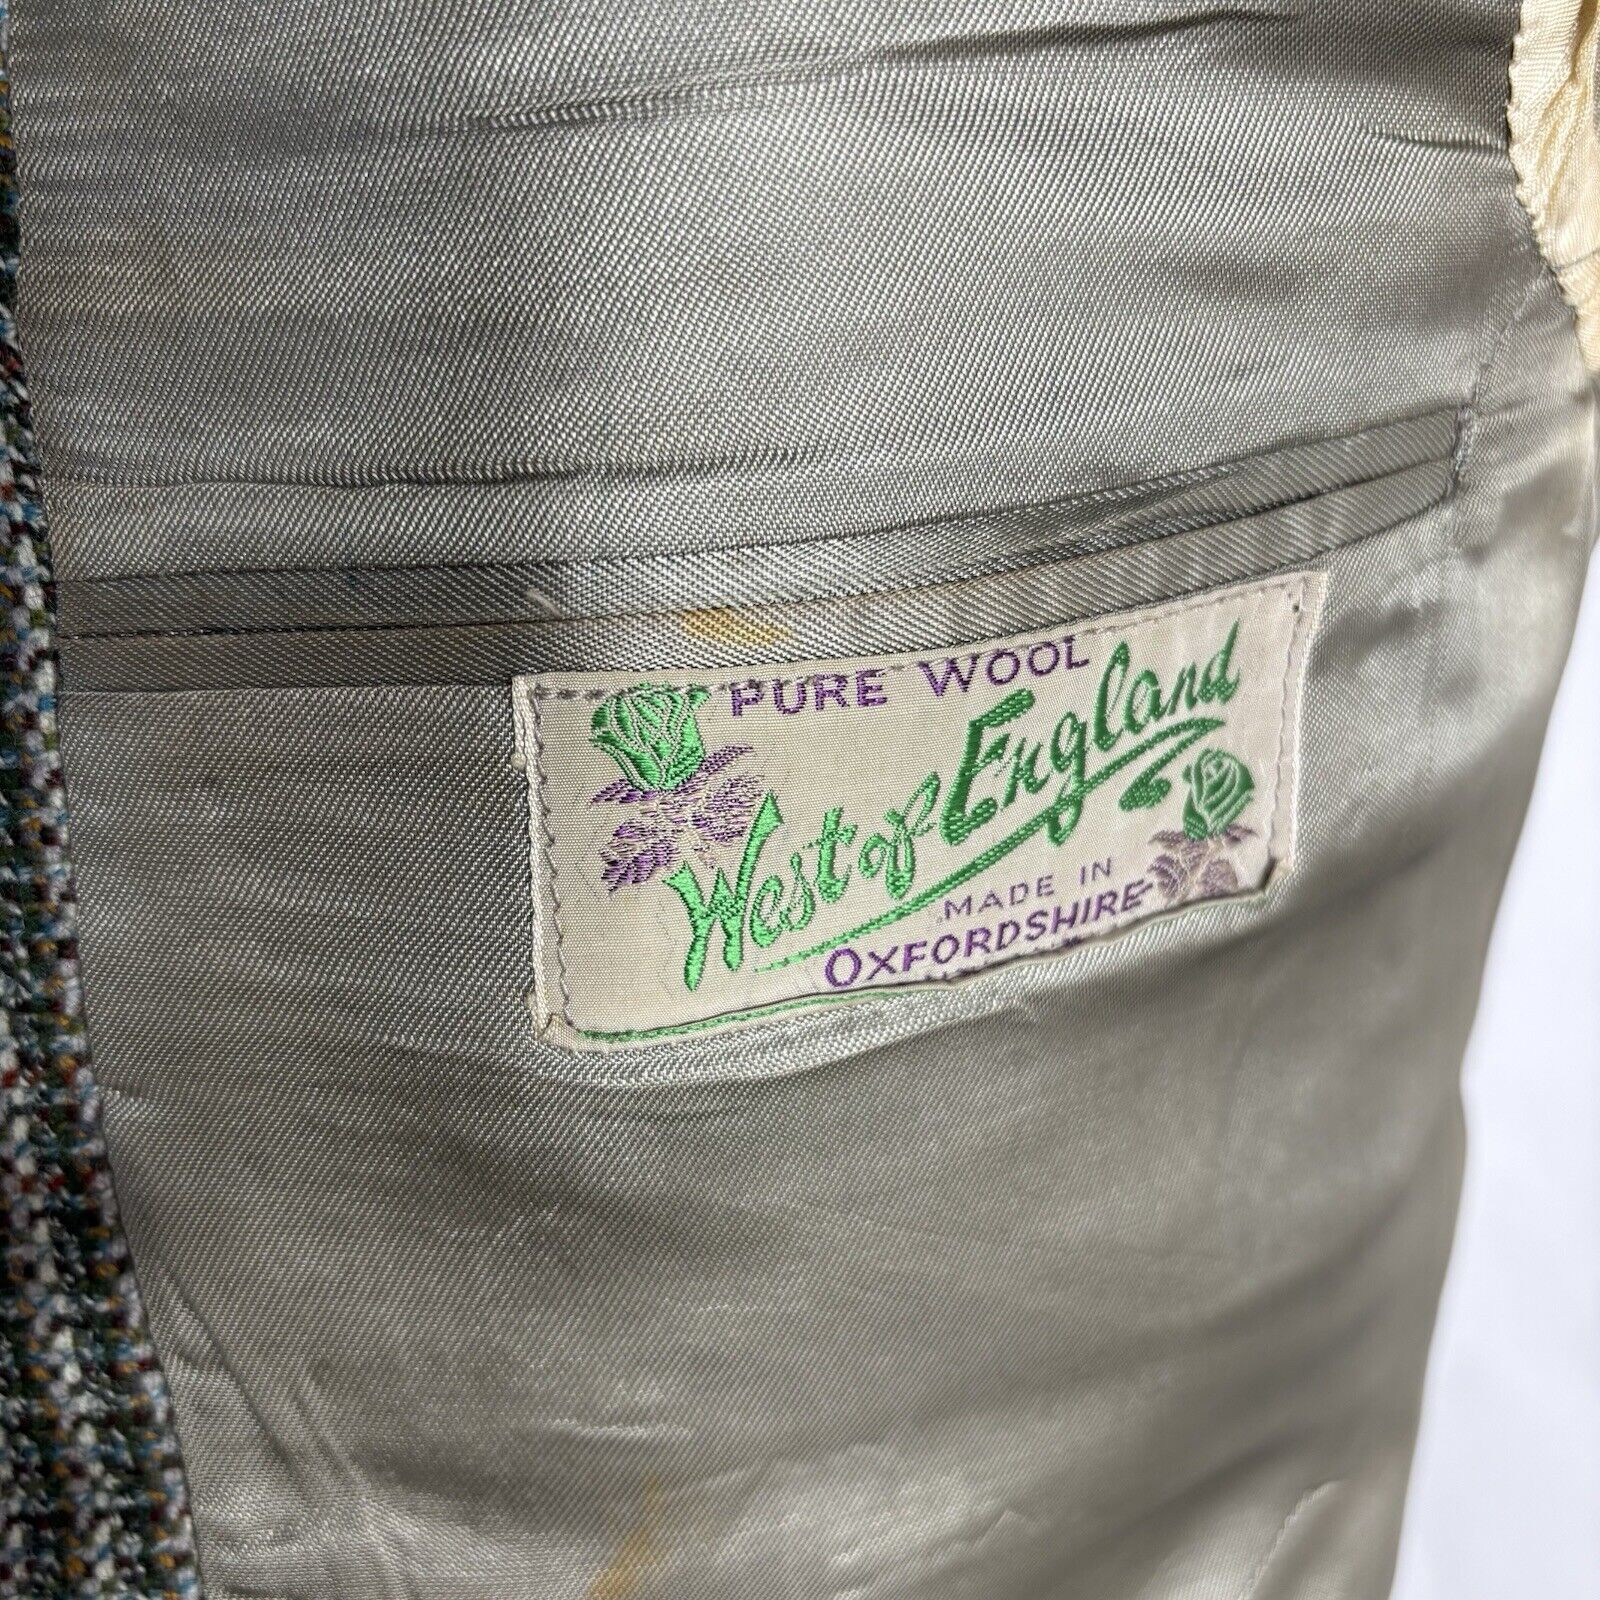 PURE WOOL
West of England
MADE IN
OXFORDSHIRE